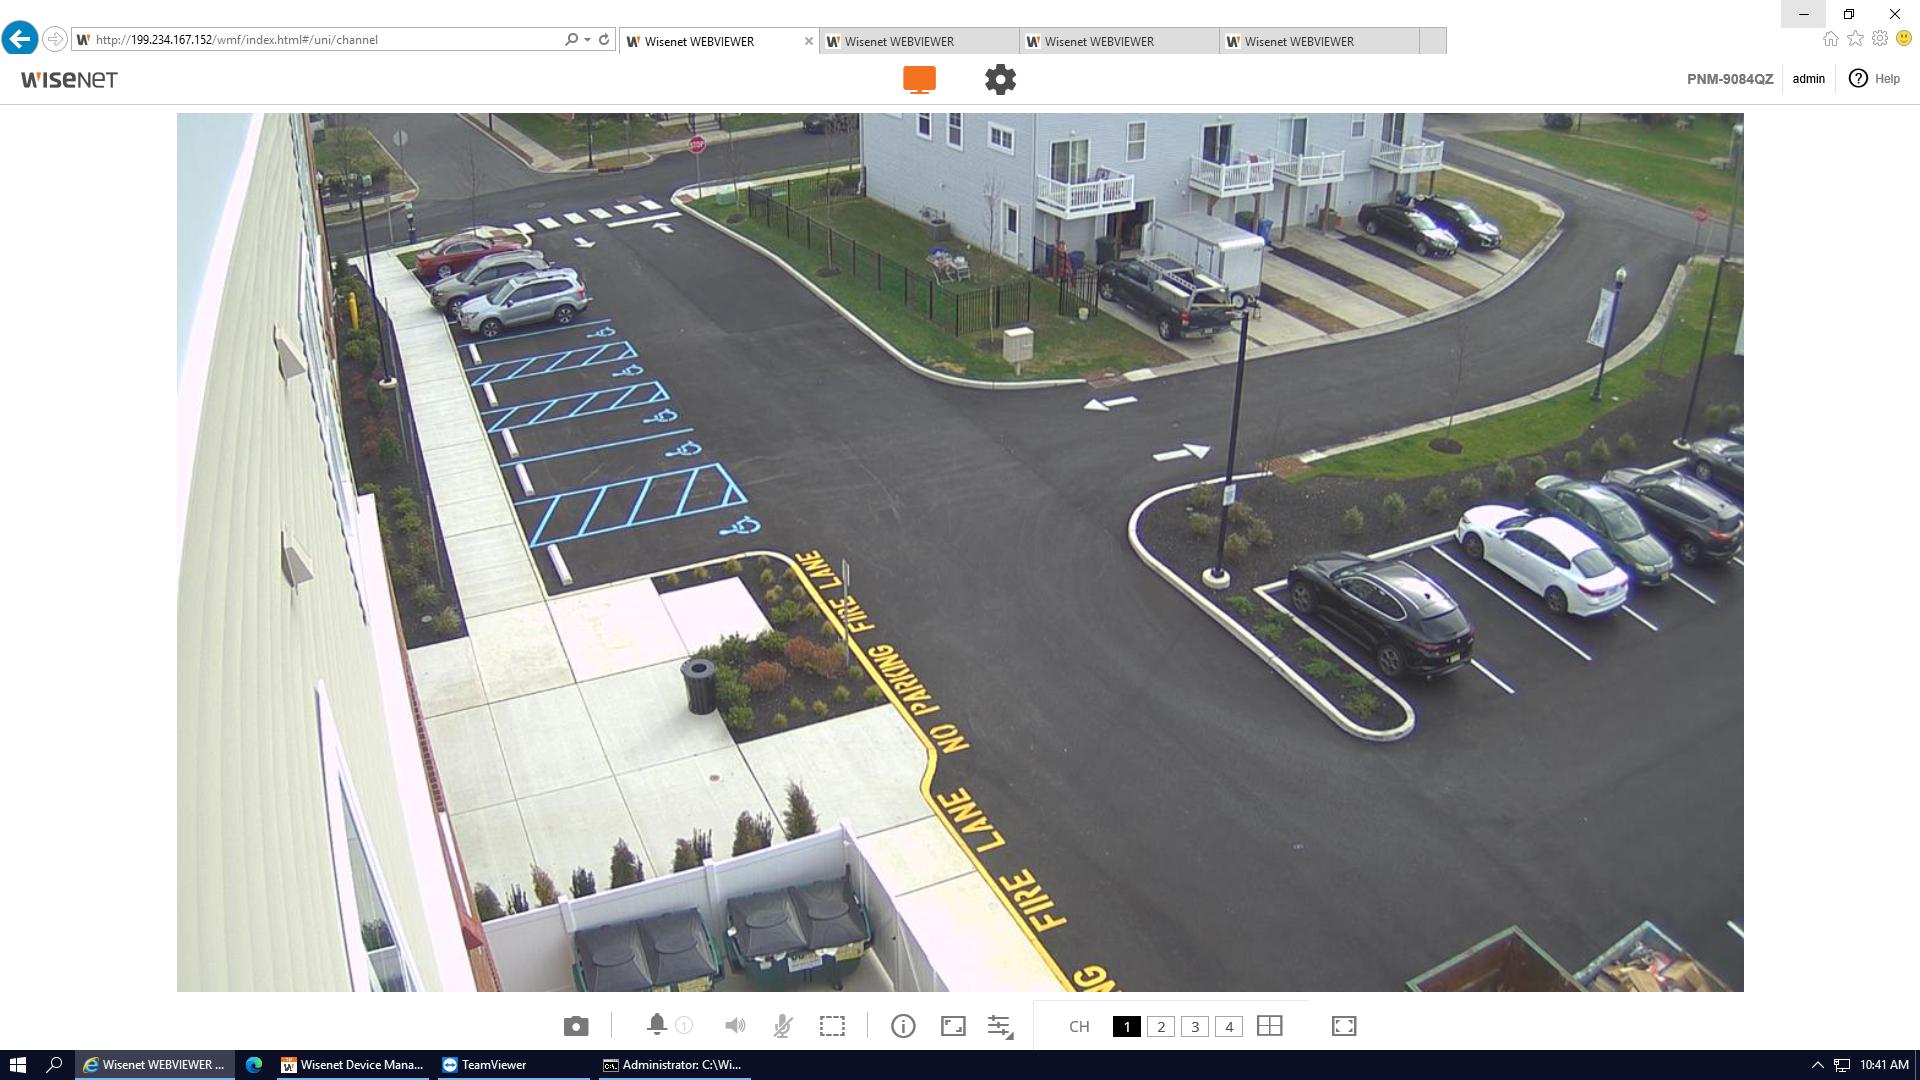 http://199.234.167.152/wmf/index.html#/uni/channel
Wisenet WEBVIEWER
Wisenet WEBVIEWER
Wisenet WEBVIEWER
Wisenet WEBVIEWER
WISENET
PNM-9084QZ
admin
Help
STOP
FIRE LANE
NO PARKING
FIRE LANE
FIRE
NG
1
CH
1
2
3
4
Wisenet WEBVIEWER ...
Wisenet Device Mana...
TeamViewer
Administrator: C:\Wi...
10:41 AM